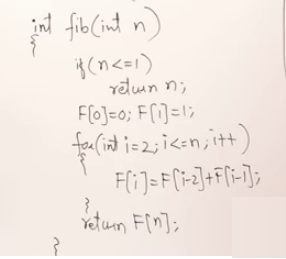 int fib(int n)
{
if(n<=1)
return n;
F[0]=0; F[1]=1;
for(int i=2; i<=n; i++)
{
F[i]=F[i-2]+F[i-1];
}
return F[n];
}